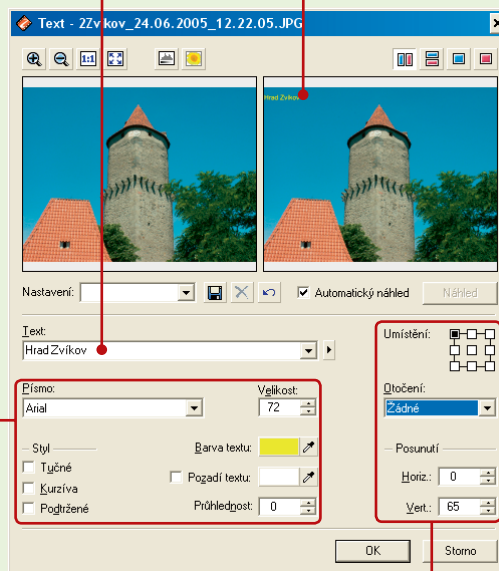 Text - 2Zvikov_24.06.2005_12.22.05.JPG
1:1
Hrad Zvíkov
Nastavení:
Automatický náhled
Náhled
Text:
Hrad Zvíkov
Umístění:
Písmo:
Velikost:
Arial
72
Otočení:
Žádné
Styl
Barva textu:
Posunutí
Tučné
Pozadí textu:
Horiz.: 0
Kurzíva
Podtržené
Průhlednost: 0
Vert.: 65
OK
Storno